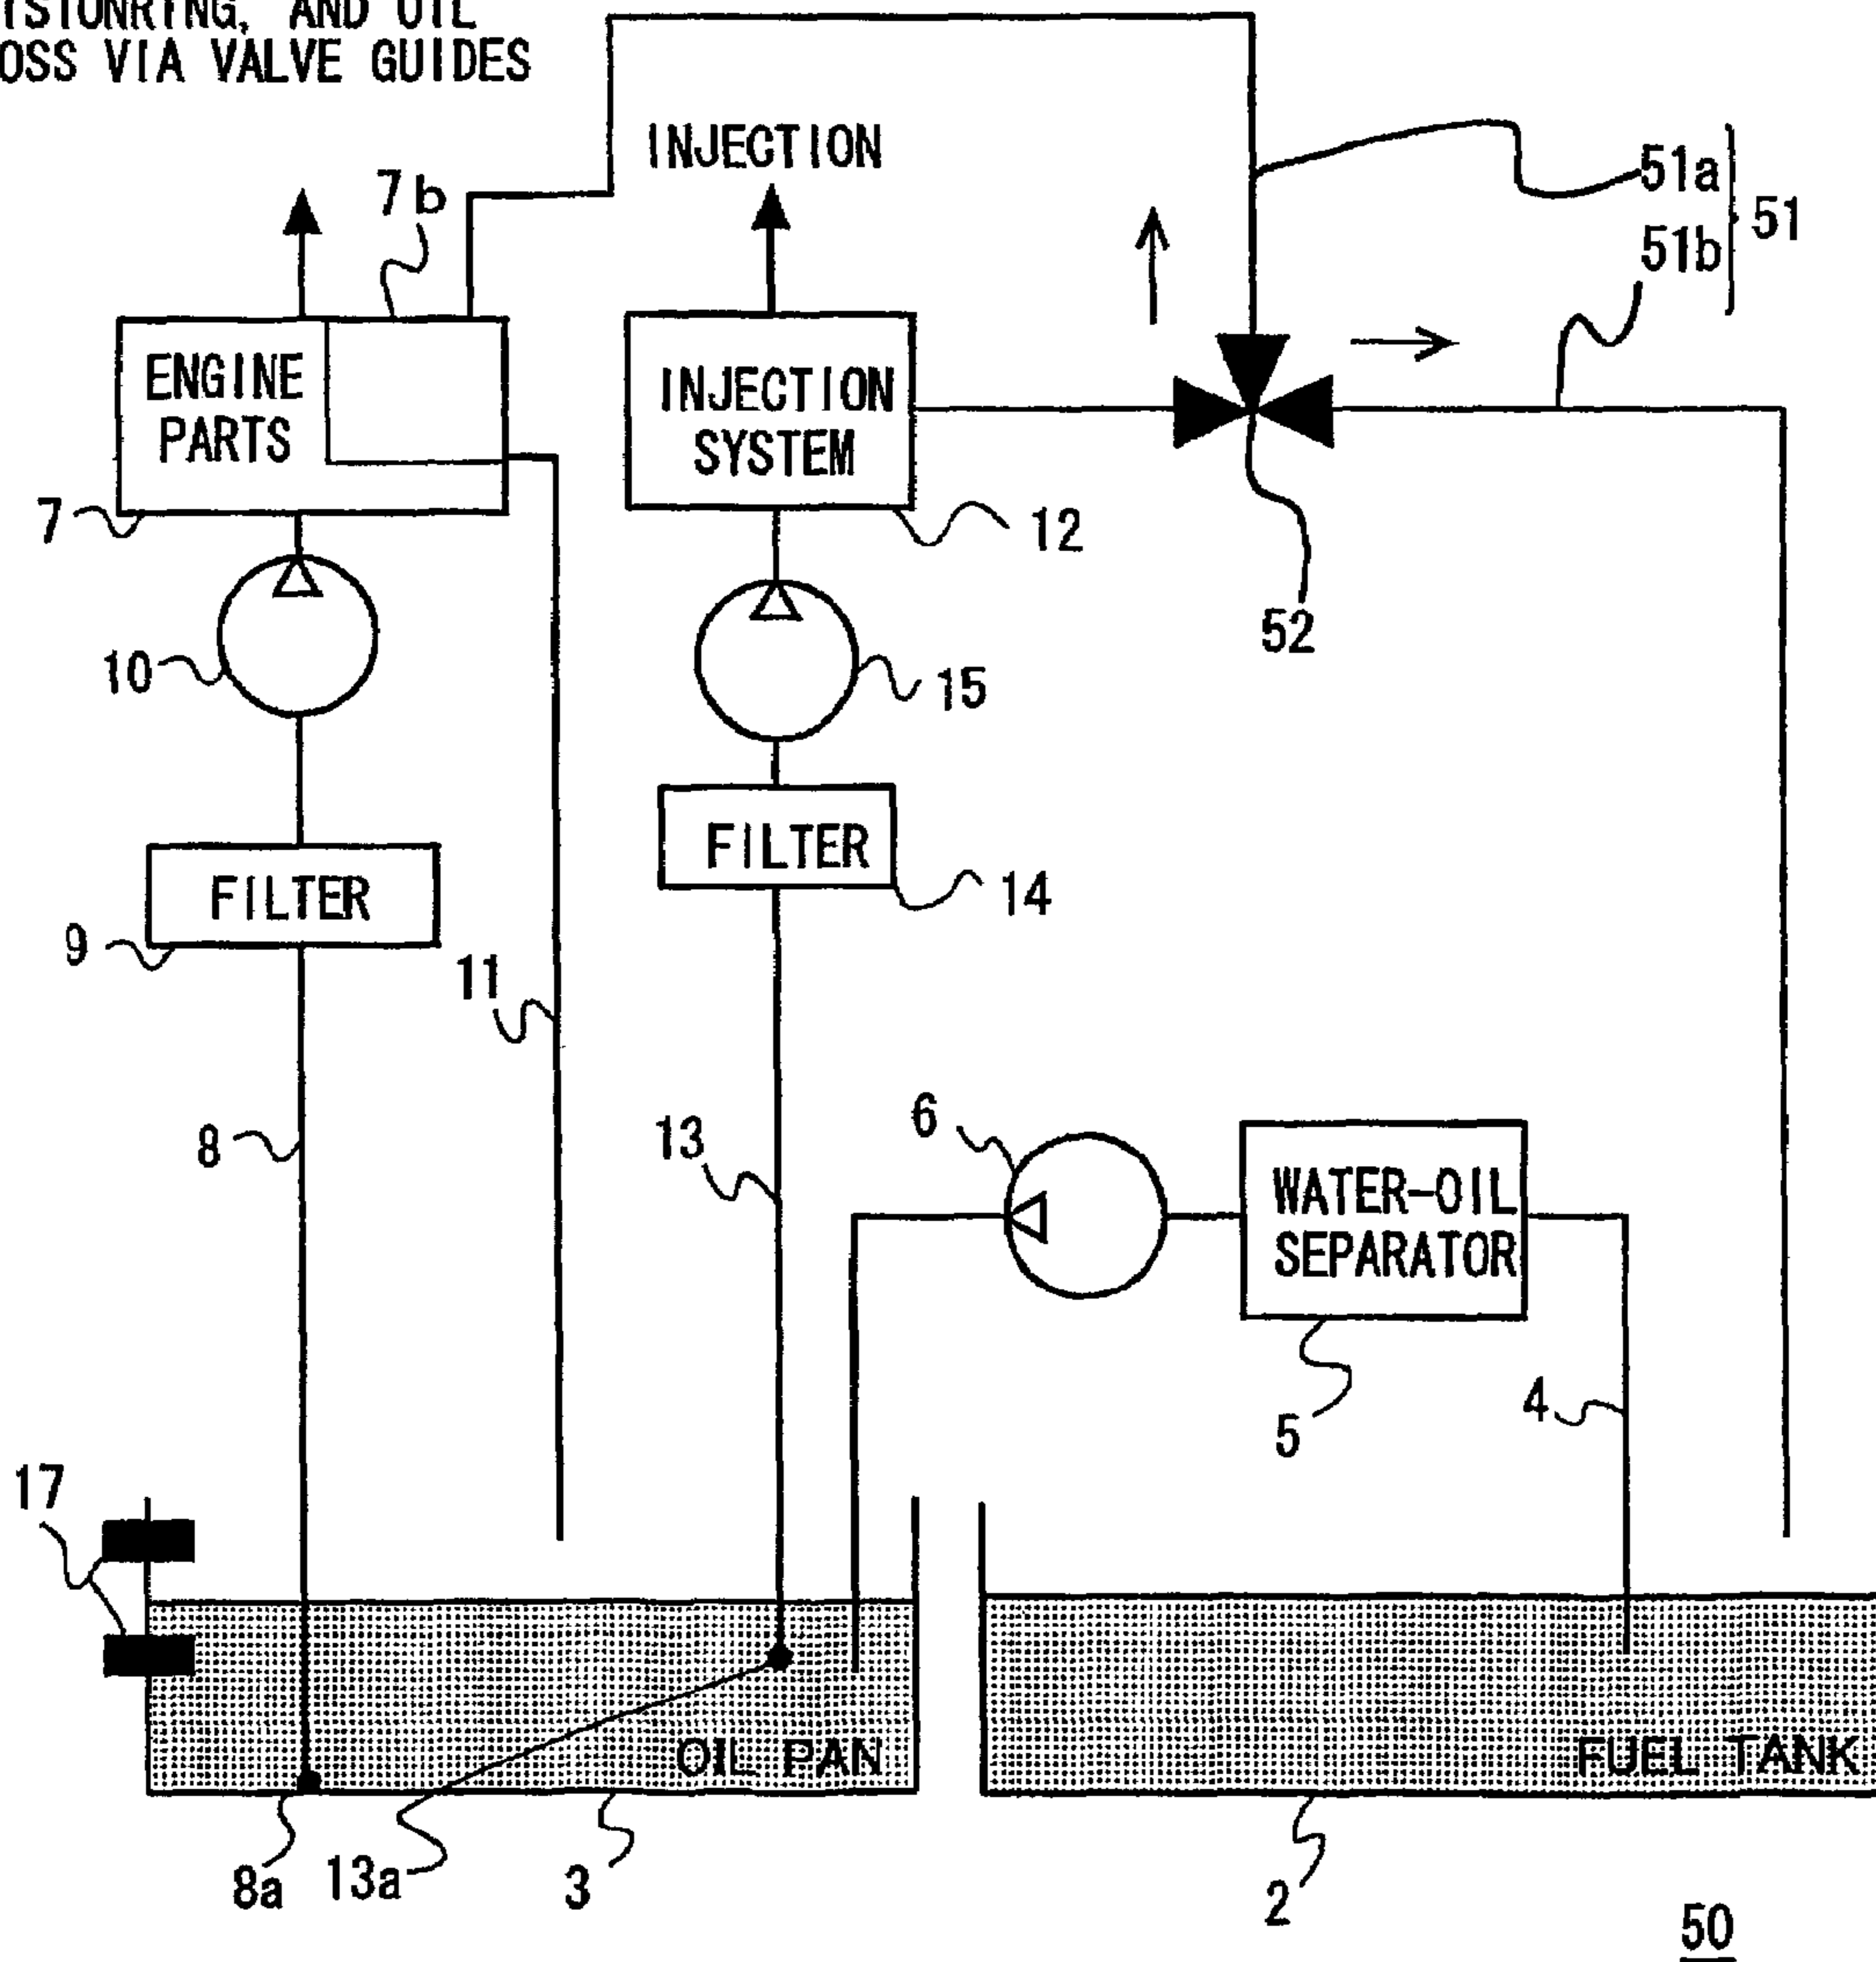 AND OIL
VIA VALVE GUIDES
INJECTION
7b
51a
51
51b
ENGINE
PARTS
INJECTION
SYSTEM
7
12
52
10
15
FILTER
14
FILTER
9
11
8
13
6
WATER-OIL
SEPARATOR
5
4
17
OIL PAN
FUEL TANK
8a
13a
3
2
50